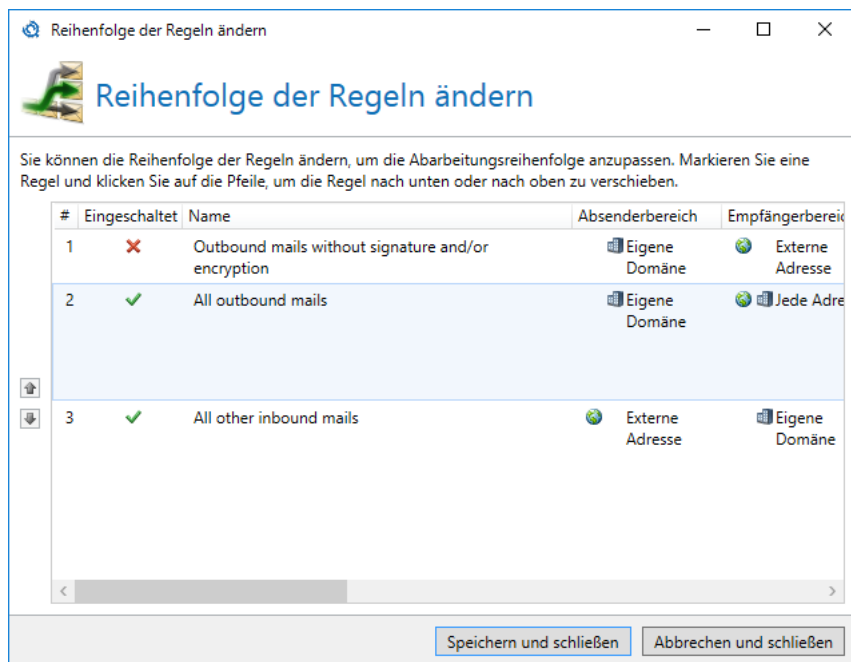 Reihenfolge der Regeln ändern
Reihenfolge der Regeln ändern
Sie können die Reihenfolge der Regeln ändern, um die Abarbeitungsreihenfolge anzupassen. Markieren Sie eine
Regel und klicken Sie auf die Pfeile, um die Regel nach unten oder nach oben zu verschieben.
# Eingeschaltet Name Absenderbereich Empfängerbereic
1 Outbound mails without signature and/or Eigene Externe
encryption Domäne Adresse
2 All outbound mails Eigene Jede Adre
Domäne
3 All other inbound mails Externe Eigene
Adresse Domäne
Speichern und schließen Abbrechen und schließen